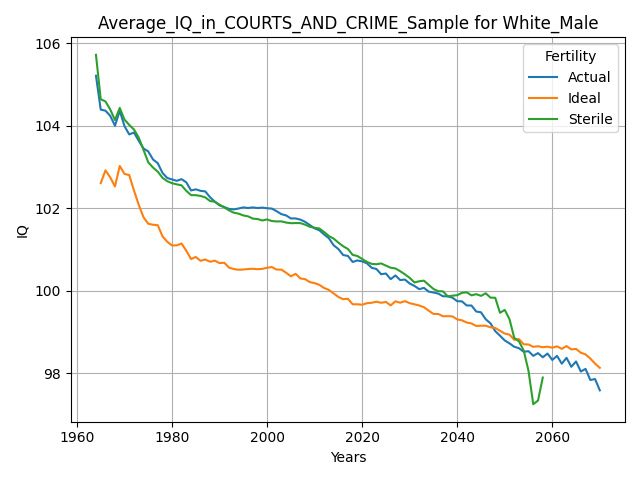 Average_IQ_in_COURTS_AND_CRIME_Sample for White_Male
106
104
102
100
98
IQ
1960
1980
2000
2020
2040
2060
Years
Fertility
Actual
Ideal
Sterile